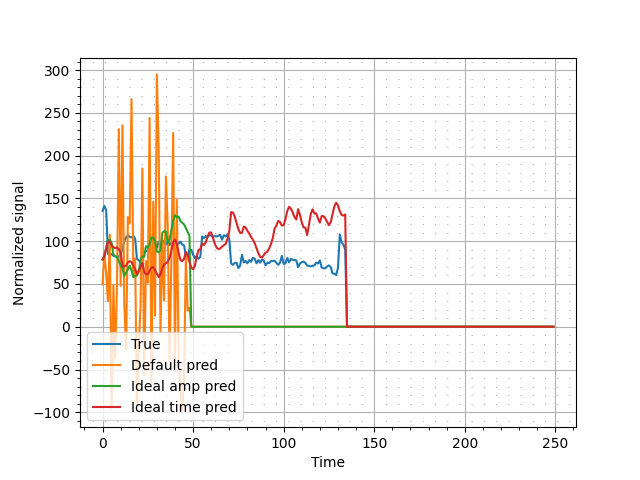 300
250
200
150
100
50
0
−50
−100
Normalized signal
True
Default pred
Ideal amp pred
Ideal time pred
0
50
100
150
200
250
Time